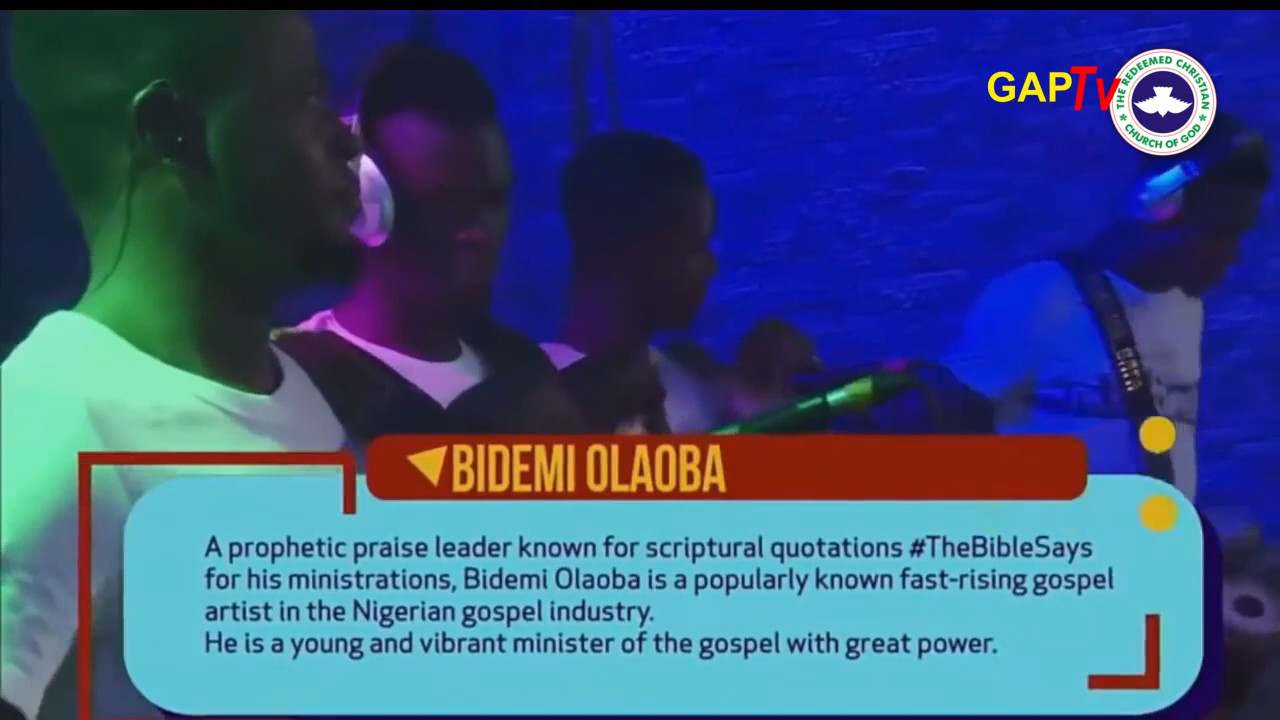 GAPTv
THE REDEEMED CHRISTIAN
CHURCH OF GOD
BIDEMI OLAOBA
A prophetic praise leader known for scriptural quotations #TheBibleSays
for his ministrations, Bidemi Olaoba is a popularly known fast-rising gospel
artist in the Nigerian gospel industry.
He is a young and vibrant minister of the gospel with great power.